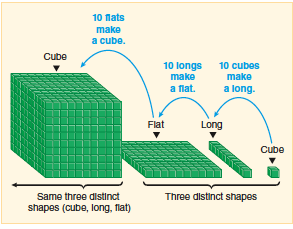 10 flats
make
a cube.
10 longs
make
a flat.
10 cubes
make
a long.
Cube
Flat
Long
Cube
Same three distinct
shapes (cube, long, flat)
Three distinct shapes